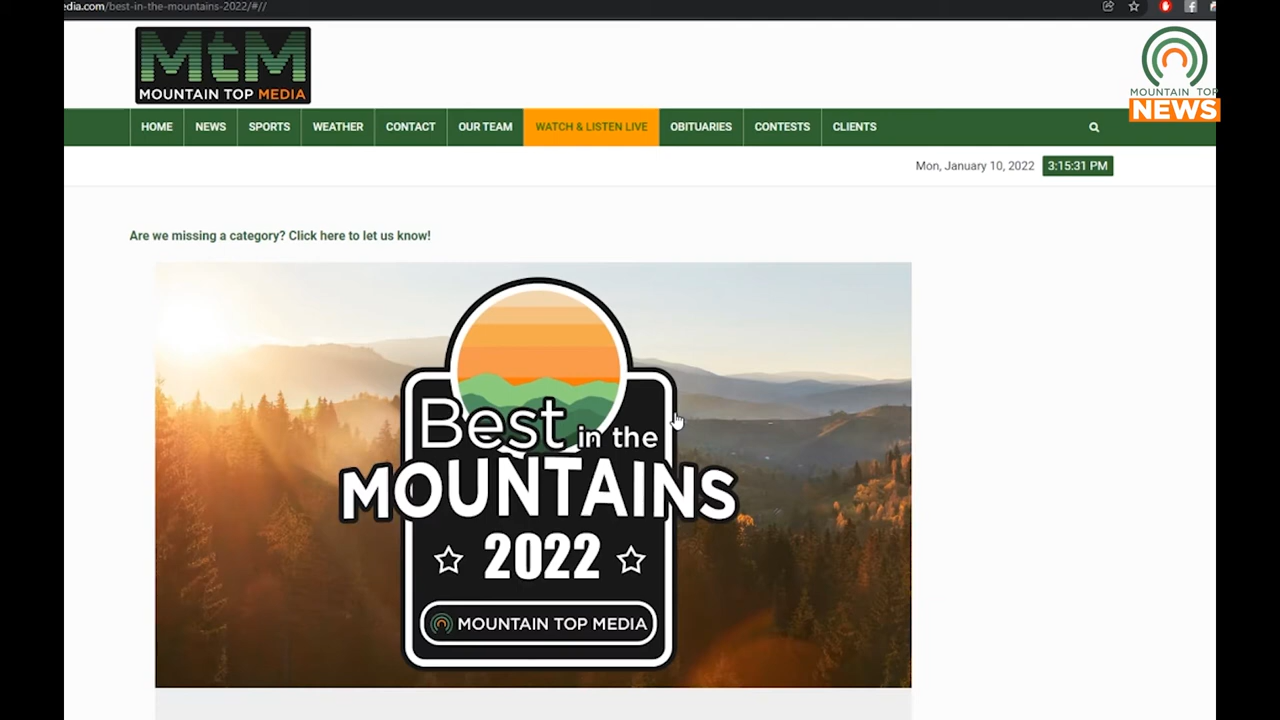 edia.com/best-in-the-mountains-2022/#//
MtM
MOUNTAIN TOP MEDIA
MOUNTAIN TOP
NEWS
HOME NEWS SPORTS WEATHER CONTACT OUR TEAM WATCH & LISTEN LIVE OBITUARIES CONTESTS CLIENTS
Mon, January 10, 2022 3:15:31 PM
Are we missing a category? Click here to let us know!
Best in the
MOUNTAINS
2022
MOUNTAIN TOP MEDIA